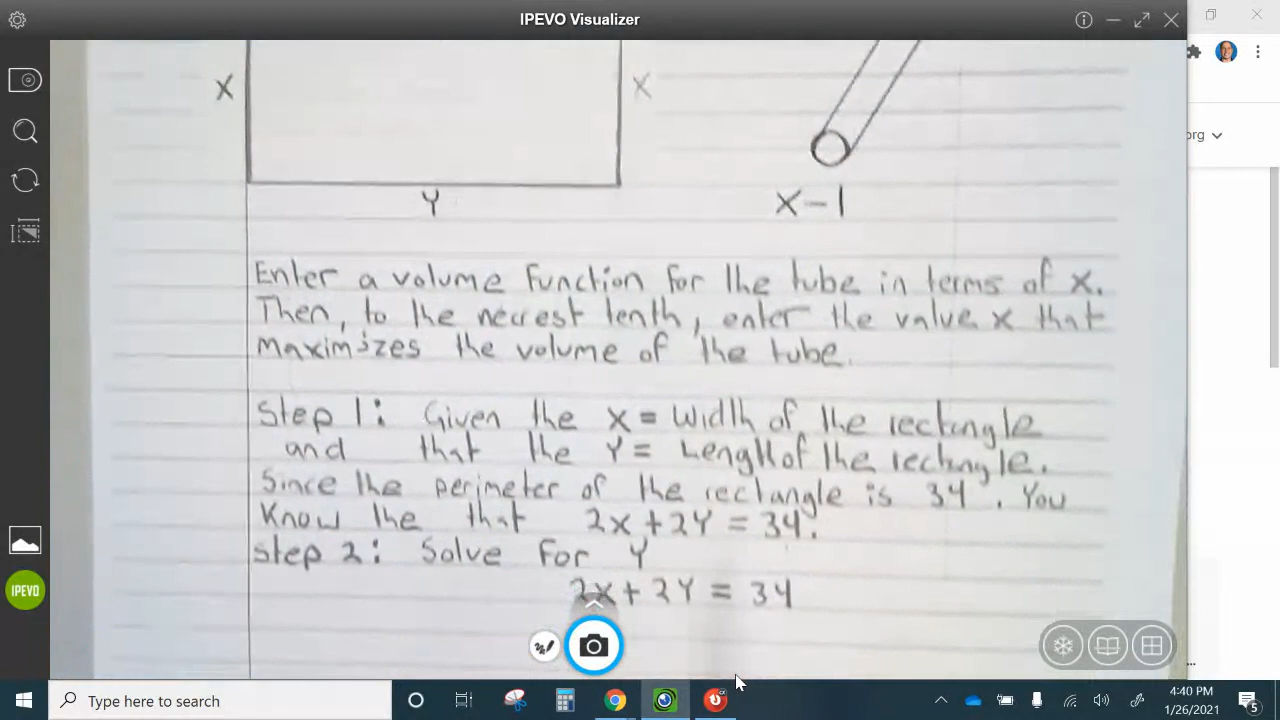 IPEVO Visualizer
X
X
Y
X-1
org
Enter a volume function for the tube in terms of x.
Then, to the nearest tenth, enter the value x that
maximizes the volume of the tube.
Step 1: Given the X = Width of the rectangle
and that the Y = Length of the rectangle.
Since the perimeter of the rectangle is 34. You
Know the that 2x+2Y=34.
Step 2: Solve for Y
2x+2Y=34
IPEVO
...
Type here to search
4:40 PM
1/26/2021
5